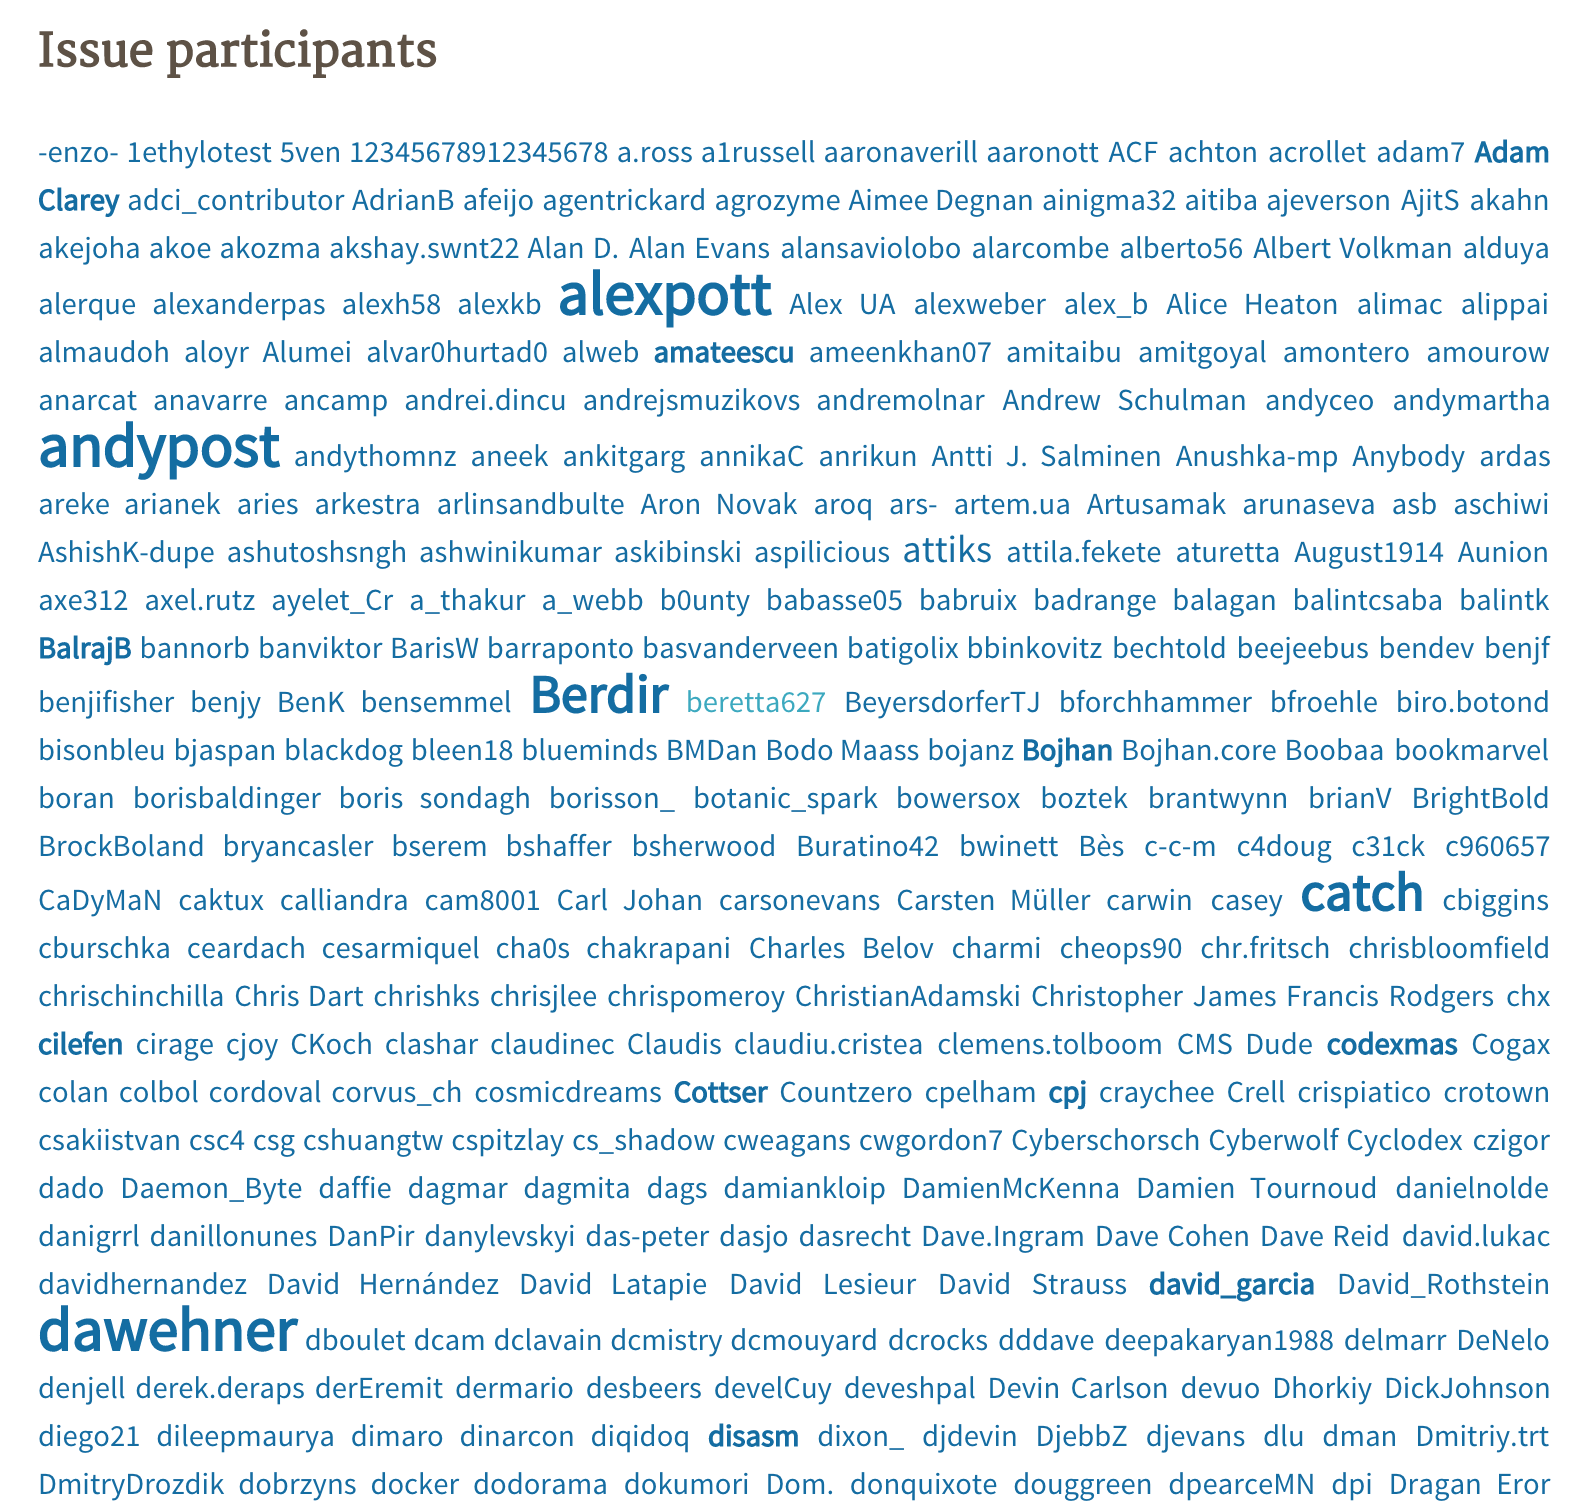 Issue participants
-enzo- 1ethylotest 5ven 12345678912345678 a.ross a1russell aaronaverill aaronott ACF achton acrollet adam7 Adam
Clarey adci_contributor AdrianB afeijo agentrickard agrozyme Aimee Degnan ainigma32 aitiba ajeverson AjitS akahn
akejoha akoe akozma akshay.swnt22 Alan D. Alan Evans alansaviolobo alarcombe alberto56 Albert Volkman alduya
alerque alexanderpas alexh58 alexkb alexpott Alex UA alexweber alex_b Alice Heaton alimac alippai
almaudoh aloyr Alumei alvar0hurtad0 alweb amateescu ameenkhan07 amitaibu amitgoyal amontero amourow
anarcat anavarre ancamp andrei.dincu andrejsmuzikovs andremolnar Andrew Schulman andyceo andymartha
andypost andythomnz aneek ankitgarg annikaC anrikun Antti J. Salminen Anushka-mp Anybody ardas
areke arianek aries arkestra arlinsandbulte Aron Novak aroq ars- artem.ua Artusamak arunaseva asb aschiwi
AshishK-dupe ashutoshsngh ashwinikumar askibinski aspilicious attiks attila.fekete aturetta August1914 Aunion
axe312 axel.rutz ayelet_Cr a_thakur a_webb b0unty babasse05 babruix badrange balagan balintcsaba balintk
BalrajB bannorb banviktor BarisW barraponto basvanderveen batigolix bbinkovitz bechtold beejeebus bendev benjf
benjifisher benjy BenK bensemmel Berdir beretta627 BeyersdorferTJ bforchhammer bfroehle biro.botond
bisonbleu bjaspan blackdog bleen18 blueminds BMDan Bodo Maass bojanz Bojhan Bojhan.core Boobaa bookmarvel
boran borisbaldinger boris sondagh borisson_ botanic_spark bowersox boztek brantwynn brianV BrightBold
BrockBoland bryancasler bserem bshaffer bsherwood Buratino42 bwinett Bès c-c-m c4doug c31ck c960657
CaDyMaN caktux calliandra cam8001 Carl Johan carsonevans Carsten Müller carwin casey catch cbiggins
cburschka ceardach cesarmiquel cha0s chakrapani Charles Belov charmi cheops90 chr.fritsch chrisbloomfield
chrischinchilla Chris Dart chrishks chrisjlee chrispomeroy ChristianAdamski Christopher James Francis Rodgers chx
cilefen cirage cjoy CKoch clashar claudinec Claudis claudiu.cristea clemens.tolboom CMS Dude codexmas Cogax
colan colbol cordoval corvus_ch cosmicdreams Cottser Countzero cpelham cpj craychee Crell crispiatico crotown
csakiistvan csc4 csg cshuangtw cspitzlay cs_shadow cweagans cwgordon7 Cyberschorsch Cyberwolf Cyclodex czigor
dado Daemon_Byte daffie dagmar dagmita dags damiankloip DamienMcKenna Damien Tournoud danielnolde
danigrrl danillonunes DanPir danylevskyi das-peter dasjo dasrecht Dave.Ingram Dave Cohen Dave Reid david.lukac
davidhernandez David Hernández David Latapie David Lesieur David Strauss david_garcia David_Rothstein
dawehner dboulet dcam dclavain dcmistry dcmouyard dcrocks dddave deepakaryan1988 delmarr DeNelo
denjell derek.deraps derEremit dermario desbeers develCuy deveshpal Devin Carlson devuo Dhorkiy DickJohnson
diego21 dileepmaurya dimaro dinarcon diqidoq disasm dixon_ djdevin DjebbZ djevans dlu dman Dmitriy.trt
DmitryDrozdik dobrzyns docker dodorama dokumori Dom. donquixote douggreen dpearceMN dpi Dragan Eror